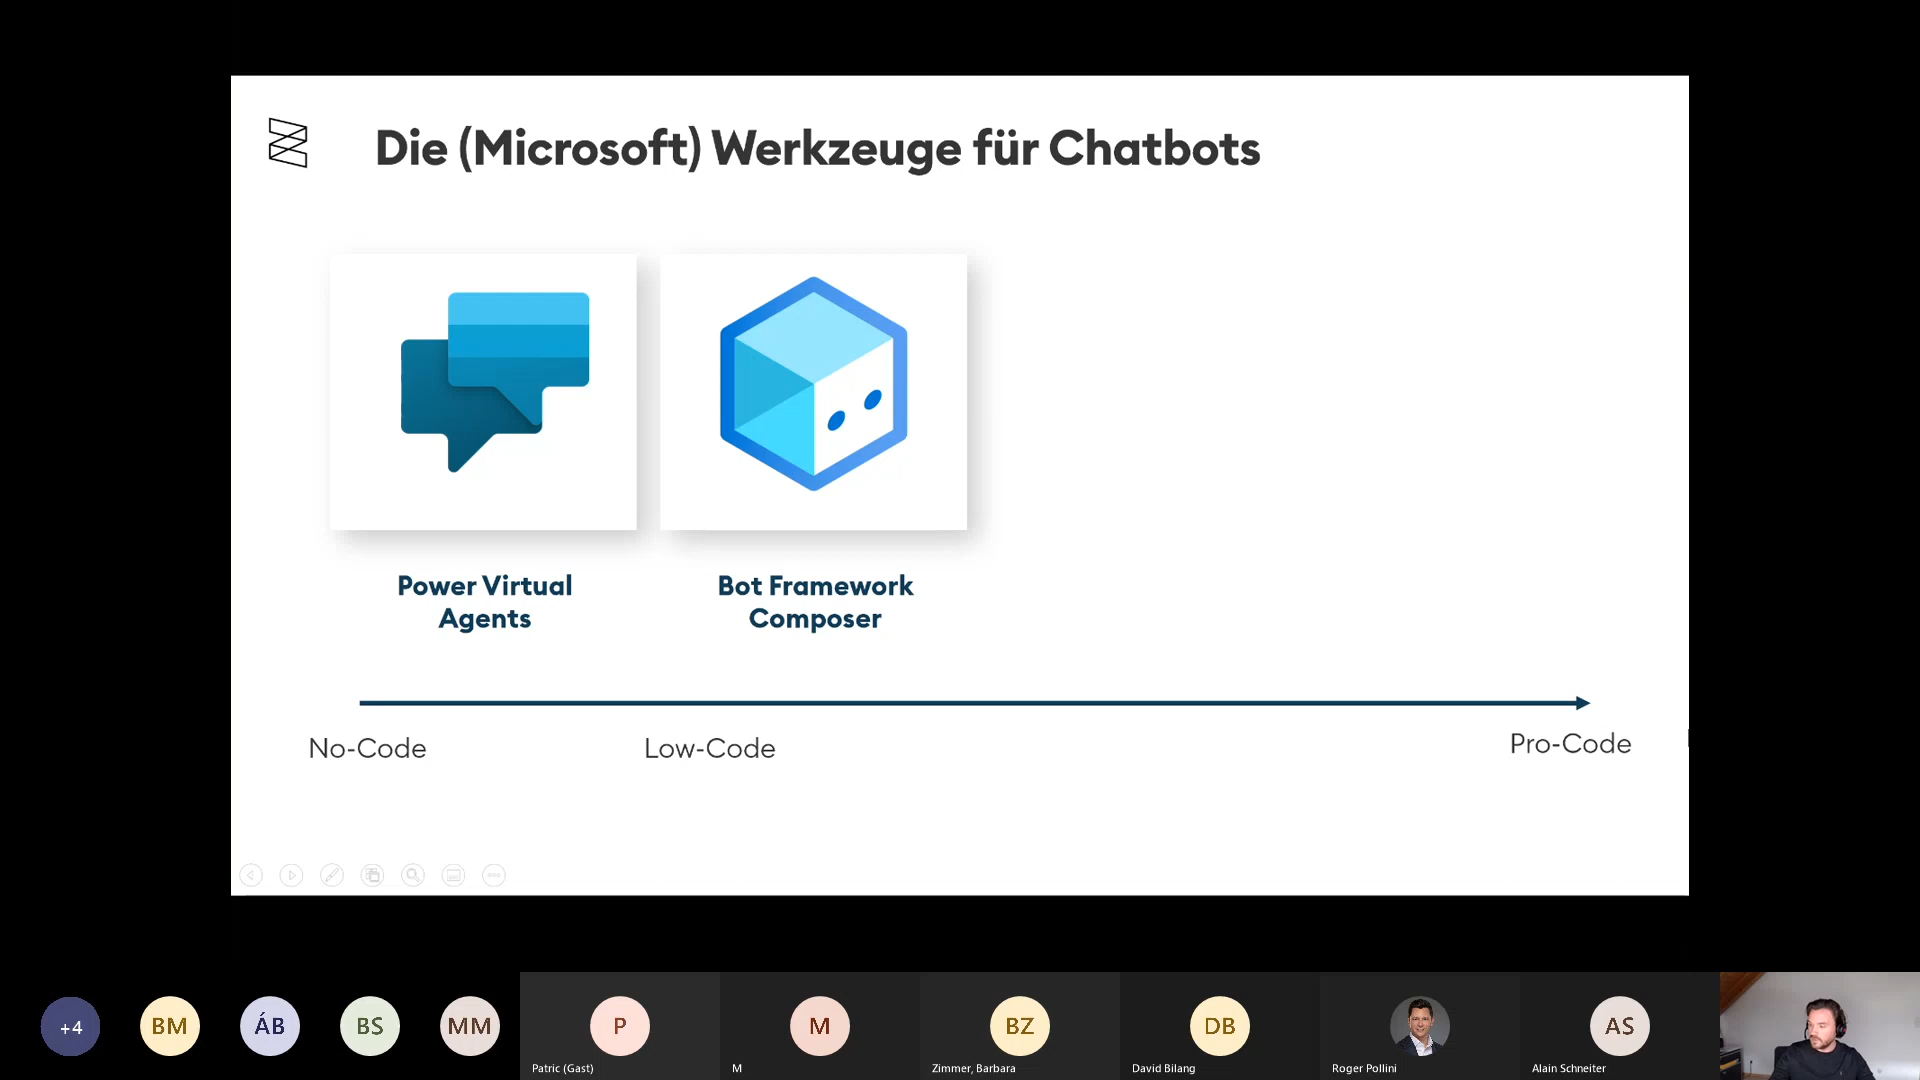 Die (Microsoft) Werkzeuge für Chatbots
Power Virtual
Agents
Bot Framework
Composer
No-Code
Low-Code
Pro-Code
+4
BM
ÁB
BS
MM
P
M
BZ
DB
AS
Patric (Gast)
M
Zimmer, Barbara
David Bilang
Roger Pollini
Alain Schneiter